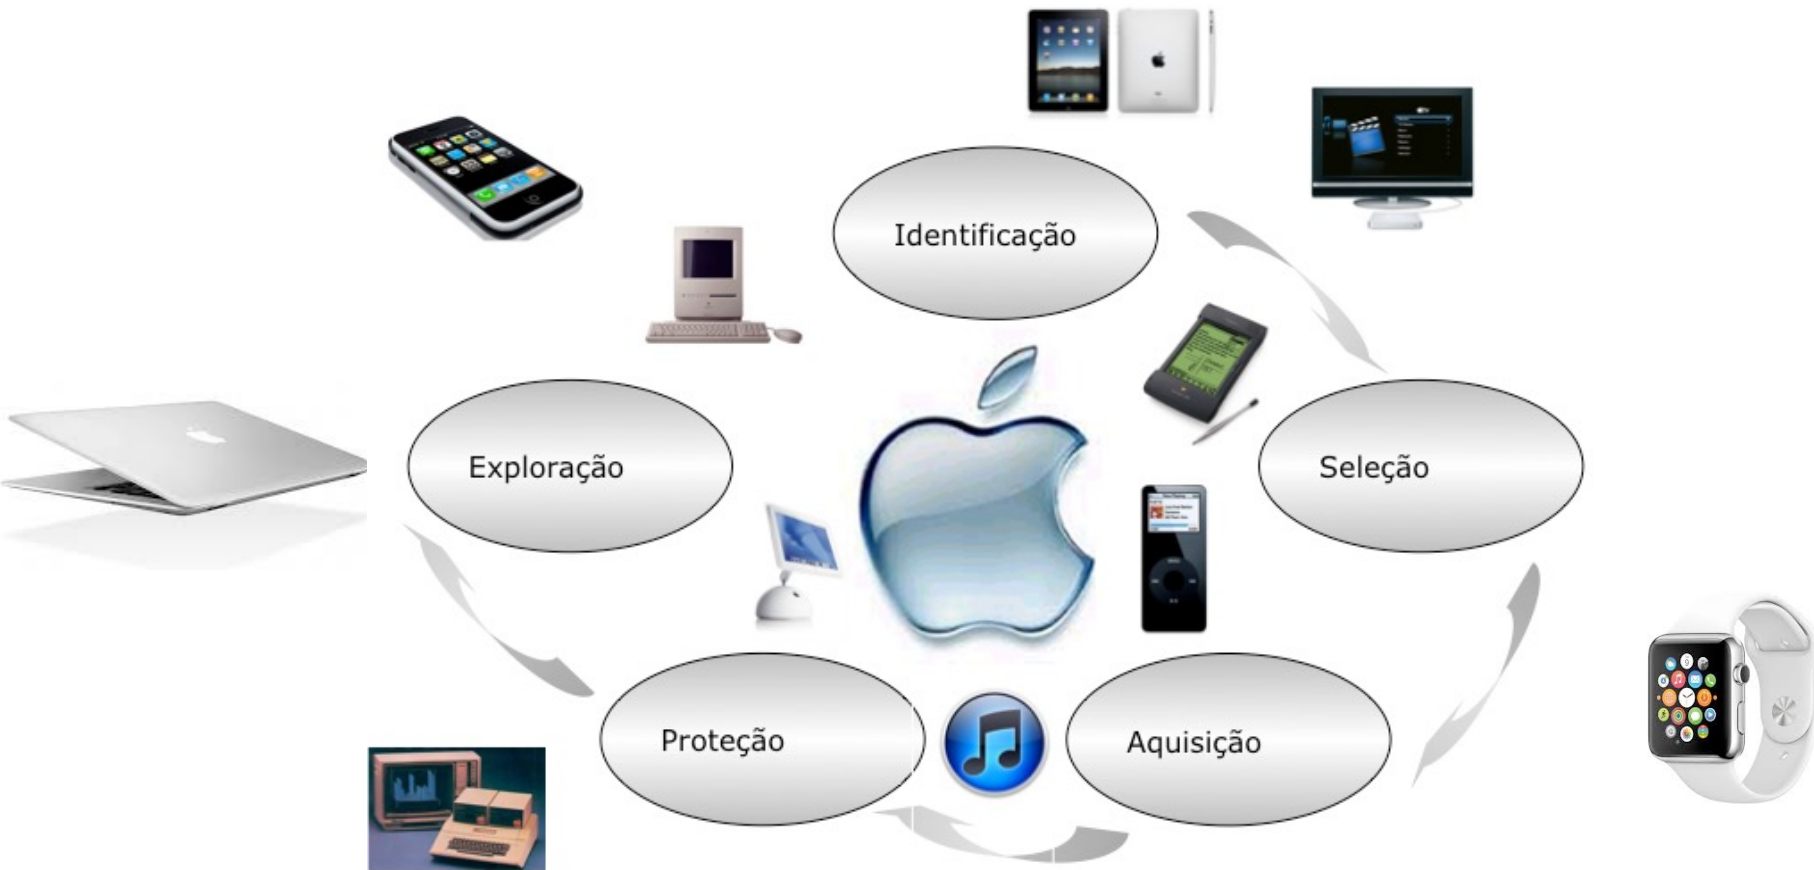 Identificação
Exploração
Seleção
Proteção
Aquisição